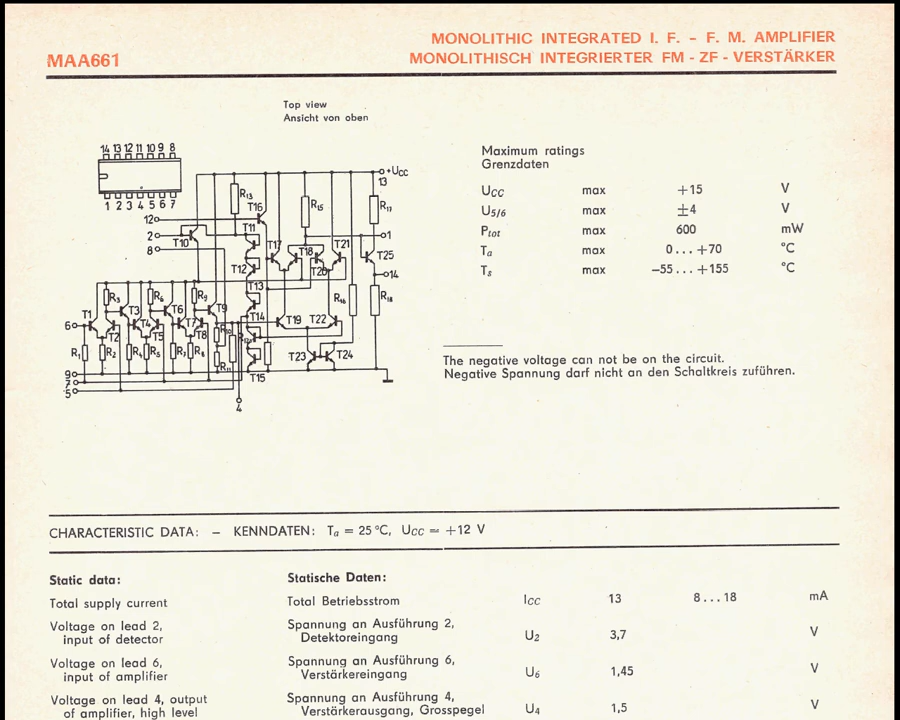 MONOLITHIC INTEGRATED I. F. – F. M. AMPLIFIER
MAA661
MONOLITHISCH INTEGRIERTER FM - ZF - VERSTÄRKER
Top view
Ansicht von oben
14 13 12 11 10 9 8
1 2 3 4 5 6 7
+UCC
13
R13
T16
R15
R17
12
2
T10
T11
1
8
T17
T18
T21
T25
T12
T20
14
T13
R3
R6
R9
R16
R18
T1
T3
T6
T9
T14
T19
T22
6
T2
T4
T5
T7
T8
R10
R1
R2
R4
R5
R7
R8
R11
T23
T24
T15
9
7
5
4
Maximum ratings
Grenzdaten
UCC max +15 V
U5/6 max ±4 V
Ptot max 600 mW
Ta max 0...+70 °C
Ts max −55...+155 °C
The negative voltage can not be on the circuit.
Negative Spannung darf nicht an den Schaltkreis zuführen.
CHARACTERISTIC DATA: – KENNDATEN: Ta = 25 °C, UCC = +12 V
Static data: Statische Daten:
Total supply current Total Betriebsstrom ICC 13 8...18 mA
Voltage on lead 2, Spannung an Ausführung 2,
input of detector Detektoreingang U2 3,7 V
Voltage on lead 6, Spannung an Ausführung 6,
input of amplifier Verstärkereingang U6 1,45 V
Voltage on lead 4, output Spannung an Ausführung 4,
of amplifier, high level Verstärkerausgang, Grosspegel U4 1,5 V